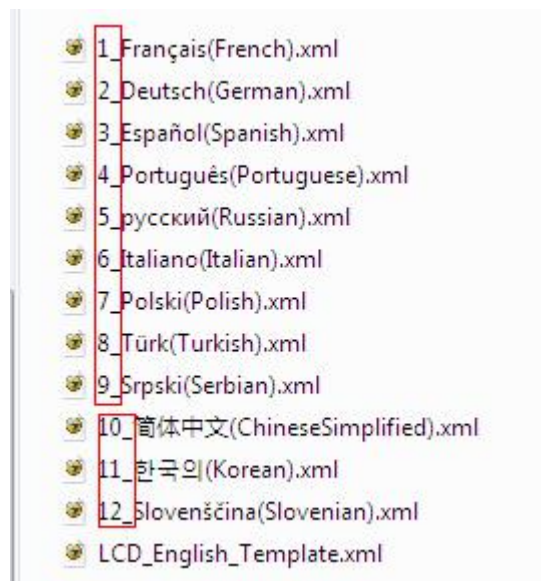 1_Français(French).xml
2_Deutsch(German).xml
3_Español(Spanish).xml
4_Português(Portuguese).xml
5_русский(Russian).xml
6_Italiano(Italian).xml
7_Polski(Polish).xml
8_Türk(Turkish).xml
9_Srpski(Serbian).xml
10_简体中文(ChineseSimplified).xml
11_한국의(Korean).xml
12_Slovenščina(Slovenian).xml
LCD_English_Template.xml